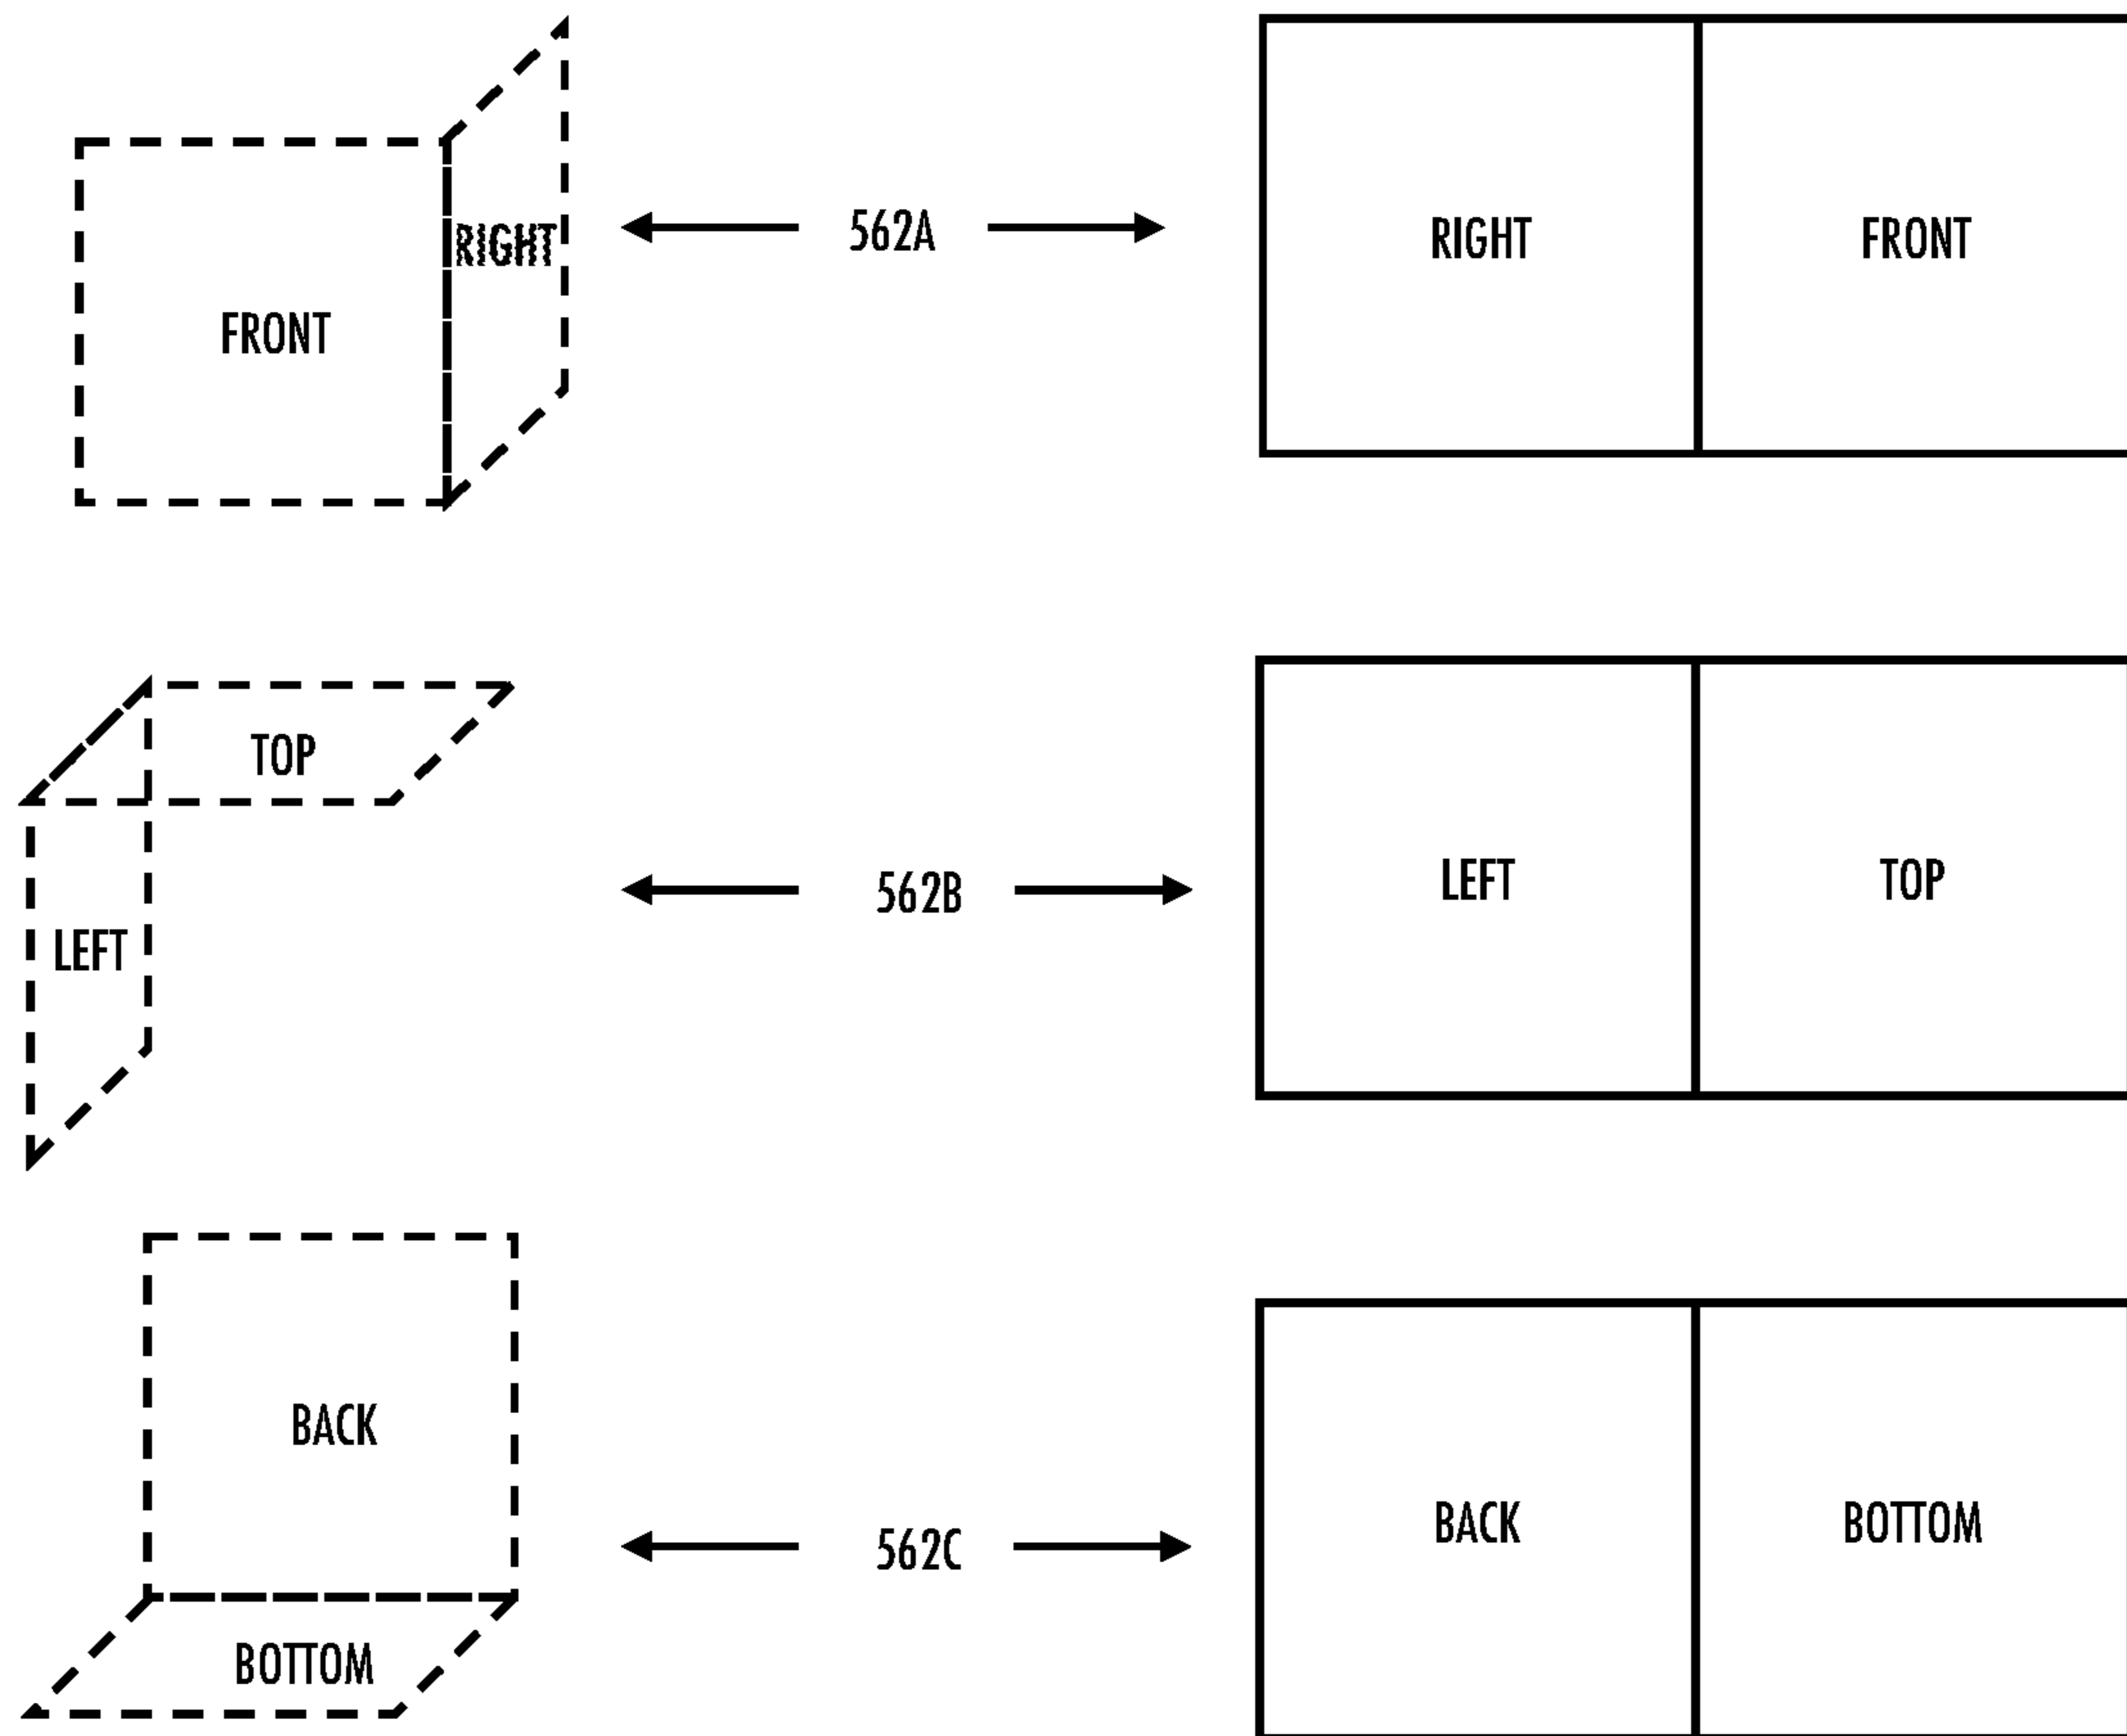 FRONT
RIGHT
562A
RIGHT
FRONT
TOP
LEFT
562B
LEFT
TOP
BACK
BOTTOM
562C
BACK
BOTTOM